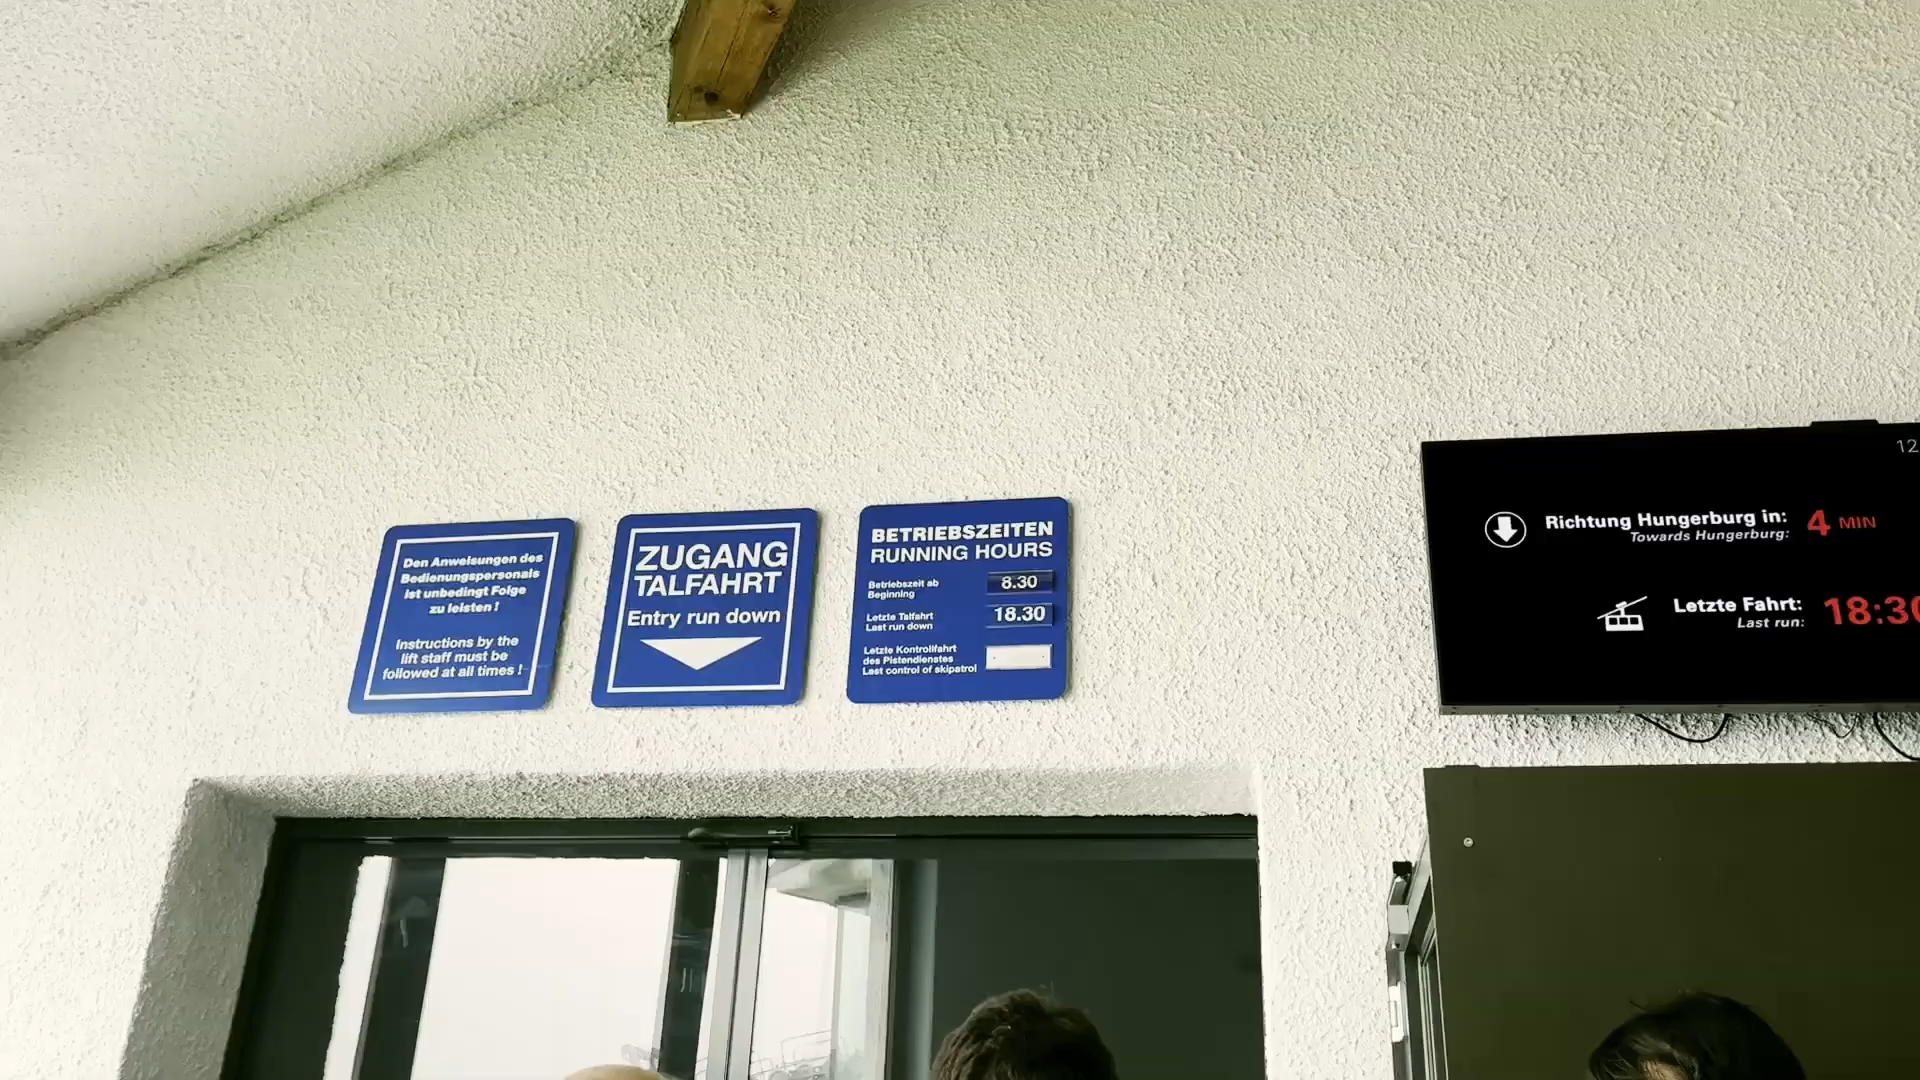 Den Anweisungen des
Bedienungspersonals
ist unbedingt Folge
zu leisten !
Instructions by the
lift staff must be
followed at all times !
ZUGANG
TALFAHRT
Entry run down
BETRIEBSZEITEN
RUNNING HOURS
Betriebszeit ab
Beginning
8.30
Letzte Talfahrt
Last run down
18.30
Letzte Kontrollfahrt
des Pistendienstes
Last control of skipatrol
12
Richtung Hungerburg in: 4 MIN
Towards Hungerburg:
Letzte Fahrt: 18:30
Last run: